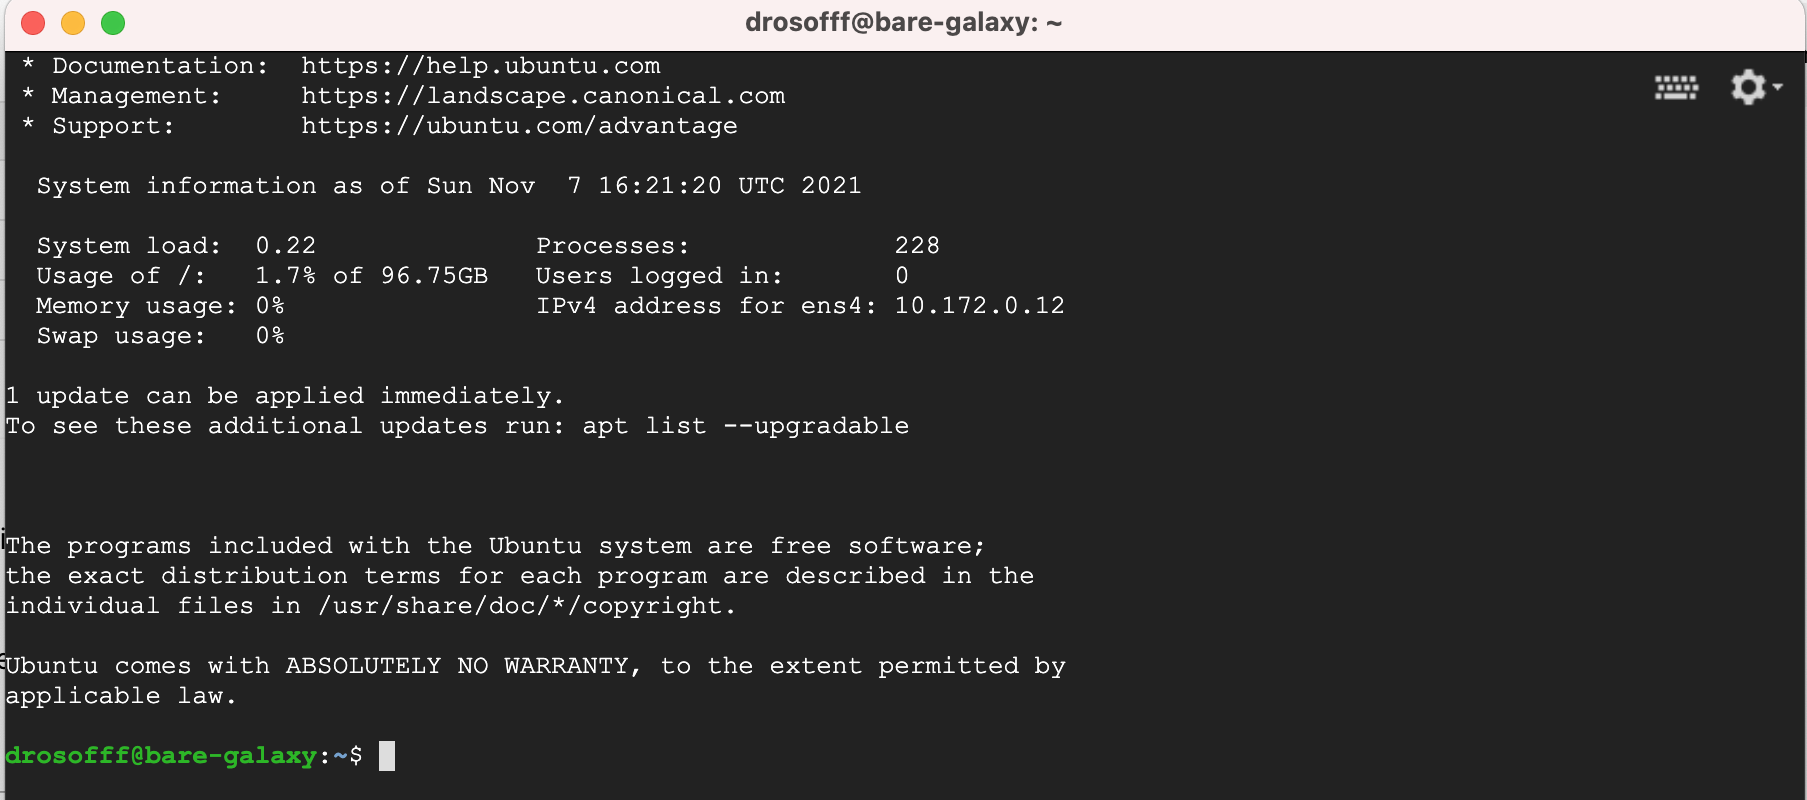 drosofff@bare-galaxy: ~
* Documentation:  https://help.ubuntu.com
* Management:     https://landscape.canonical.com
* Support:        https://ubuntu.com/advantage
System information as of Sun Nov  7 16:21:20 UTC 2021
System load:  0.22              Processes:             228
Usage of /:   1.7% of 96.75GB   Users logged in:       0
Memory usage: 0%                IPv4 address for ens4: 10.172.0.12
Swap usage:   0%
1 update can be applied immediately.
To see these additional updates run: apt list --upgradable
The programs included with the Ubuntu system are free software;
the exact distribution terms for each program are described in the
individual files in /usr/share/doc/*/copyright.
Ubuntu comes with ABSOLUTELY NO WARRANTY, to the extent permitted by
applicable law.
drosofff@bare-galaxy:~$